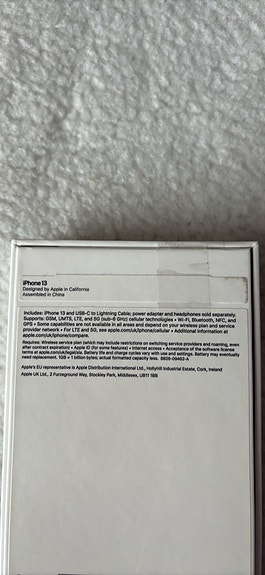 iPhone 13
Designed by Apple in California
Assembled in China
Includes: iPhone 13 and USB-C to Lightning Cable; power adapter and headphones sold separately.
Supports: GSM, UMTS, LTE, and 5G (sub-6 GHz) cellular technologies • Wi-Fi, Bluetooth, NFC, and
GPS • Some capabilities are not available in all areas and depend on your wireless plan and service
provider network • For LTE and 5G, see apple.com/uk/iphone/cellular • Additional information at
apple.com/uk/iphone/compare.
Requires: Wireless service plan (which may include restrictions on switching service providers and roaming, even
after contract expiration) • Apple ID (for some features) • Internet access • Acceptance of the software license
terms at apple.com/uk/legal/sla. Battery life and charge cycles vary with use and settings. Battery may eventually
need replacement. 1GB = 1 billion bytes; actual formatted capacity less.
Apple's EU representative is Apple Distribution International Ltd., Hollyhill Industrial Estate, Cork, Ireland
Apple UK Ltd., 2 Furzeground Way, Stockley Park, Middlesex, UB11 1BB